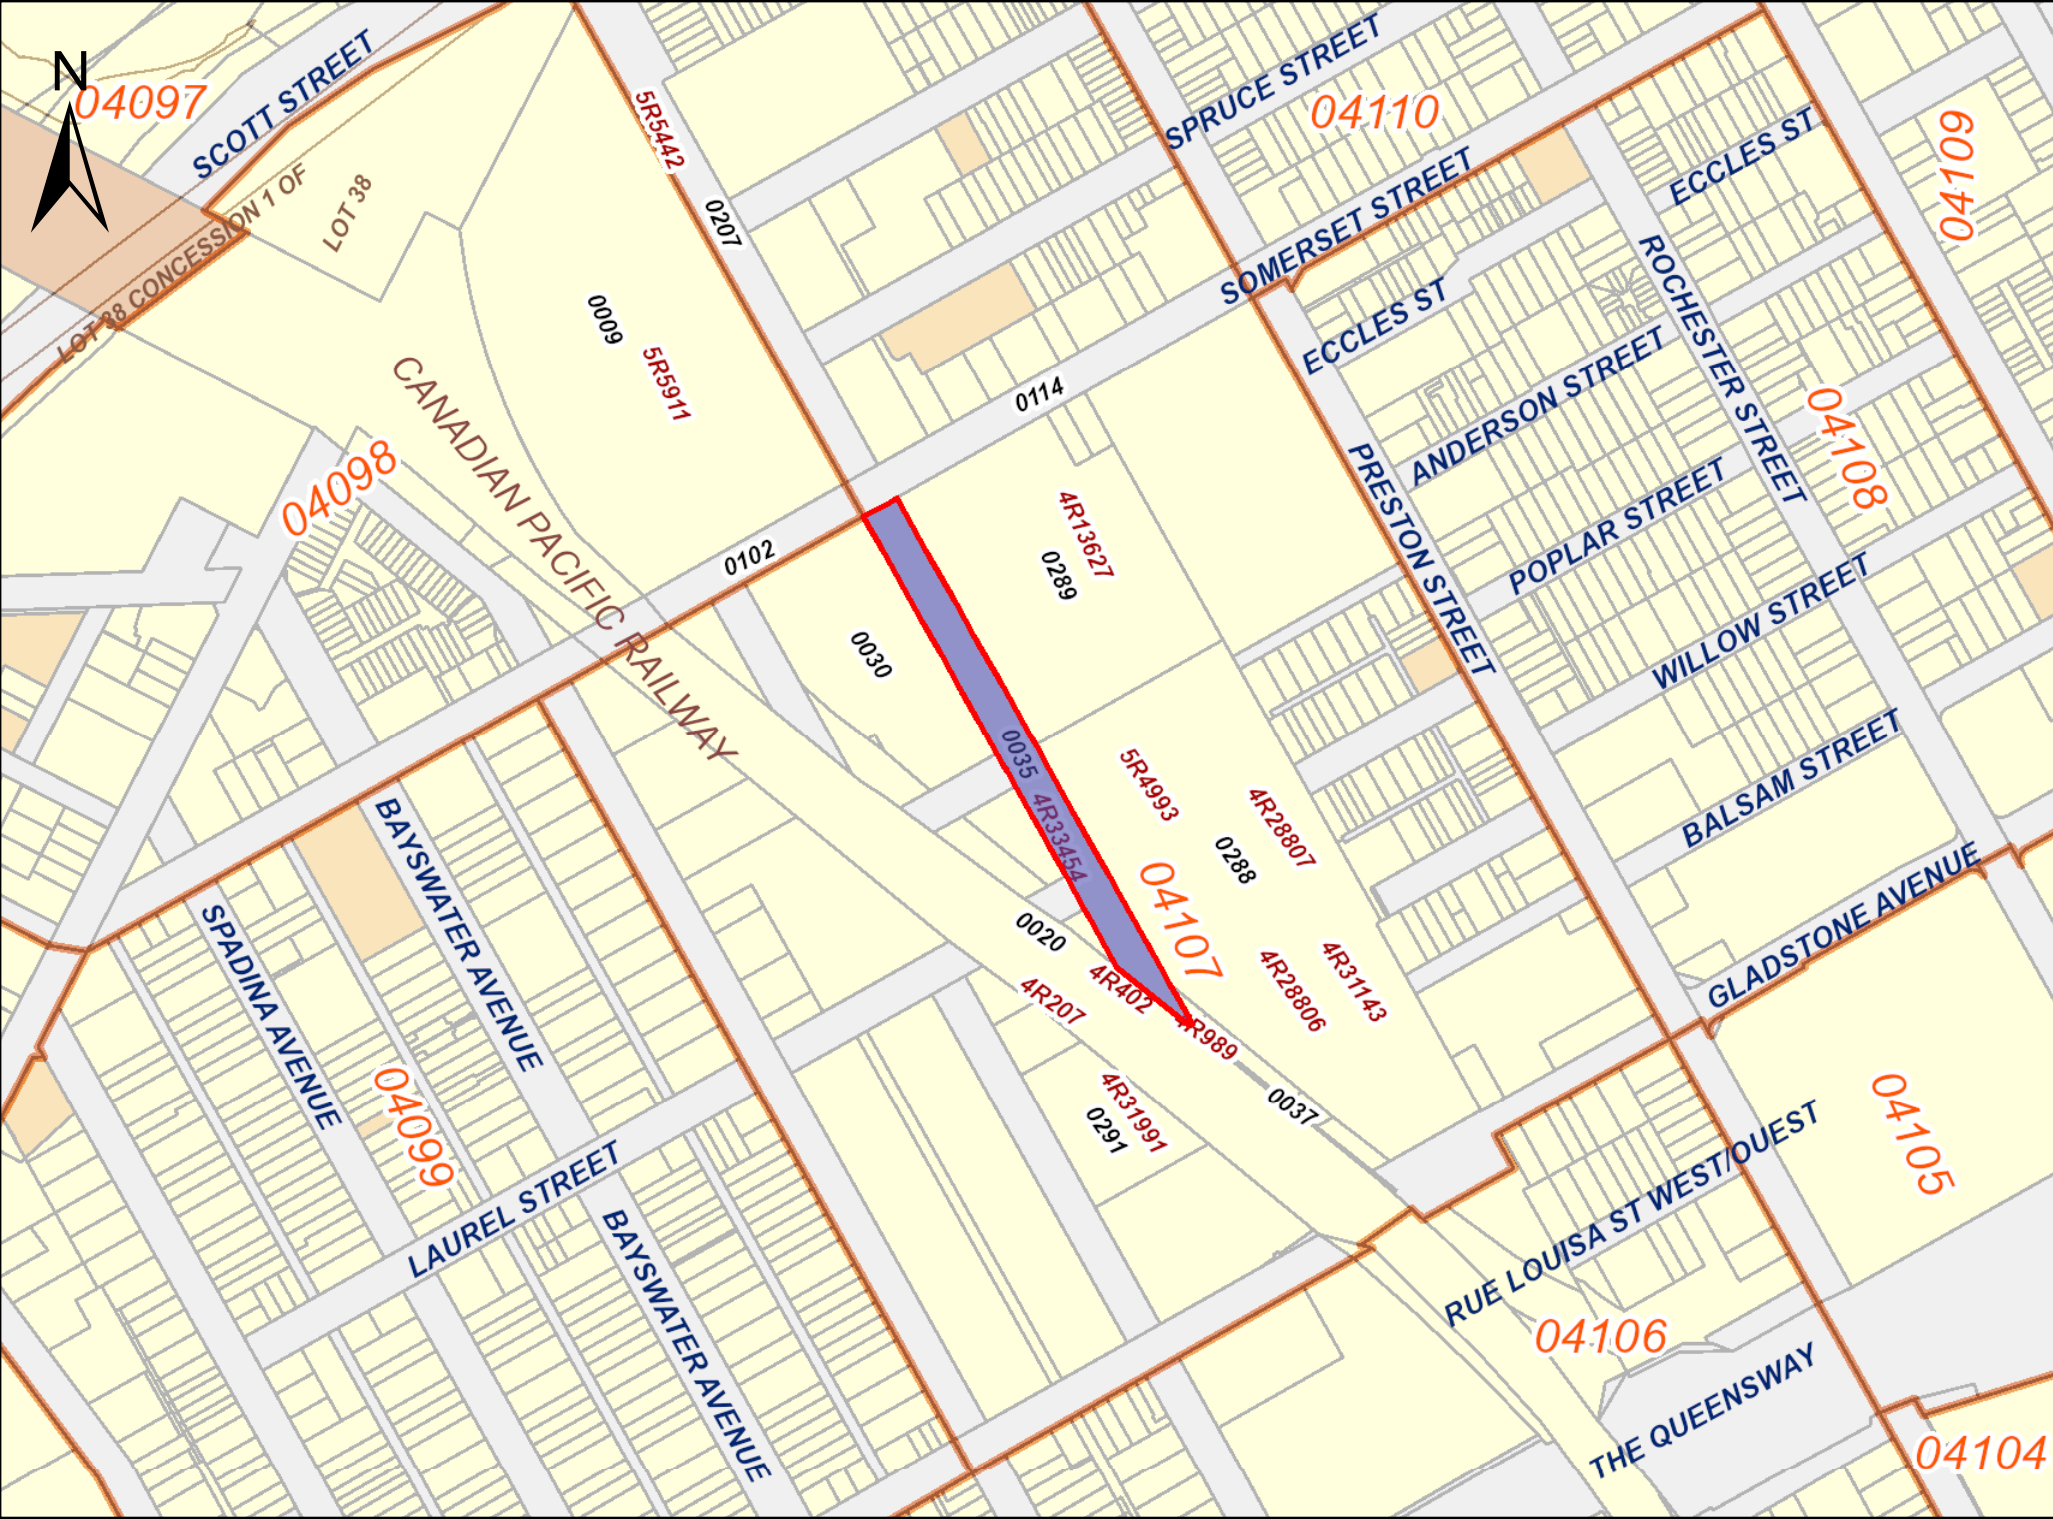 N
04097
SCOTT STREET
LOT 38 CONCESSION 1 OF
LOT 38
5R5442
0207
SPRUCE STREET
04110
SOMERSET STREET
ECCLES ST
04109
0009
5R5911
CANADIAN PACIFIC RAILWAY
0114
ECCLES ST
ROCHESTER STREET
ANDERSON STREET
04108
04098
0102
4R13627
0289
PRESTON STREET
POPLAR STREET
WILLOW STREET
0030
0035
4R33454
5R4993
4R28807
0288
BALSAM STREET
04107
GLADSTONE AVENUE
BAYSWATER AVENUE
SPADINA AVENUE
0020
4R402
4R207
4R989
4R28806
4R31143
04099
4R31991
0291
0037
04105
LAUREL STREET
RUE LOUISA ST WEST/OUEST
BAYSWATER AVENUE
04106
THE QUEENSWAY
04104